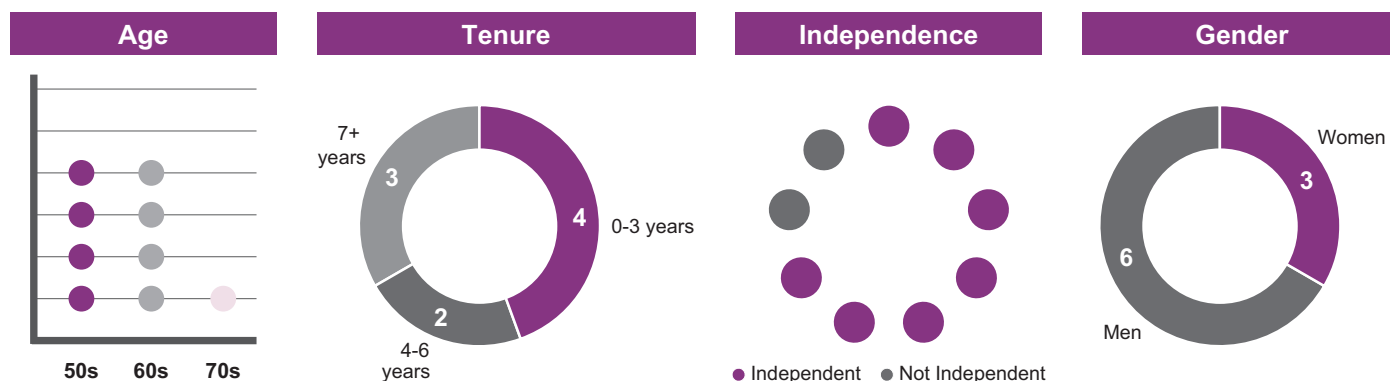 Age
50s 60s 70s
Tenure
7+
years
3
4
0-3 years
2
4-6
years
Independence
Independent Not Independent
Gender
Women
3
6
Men